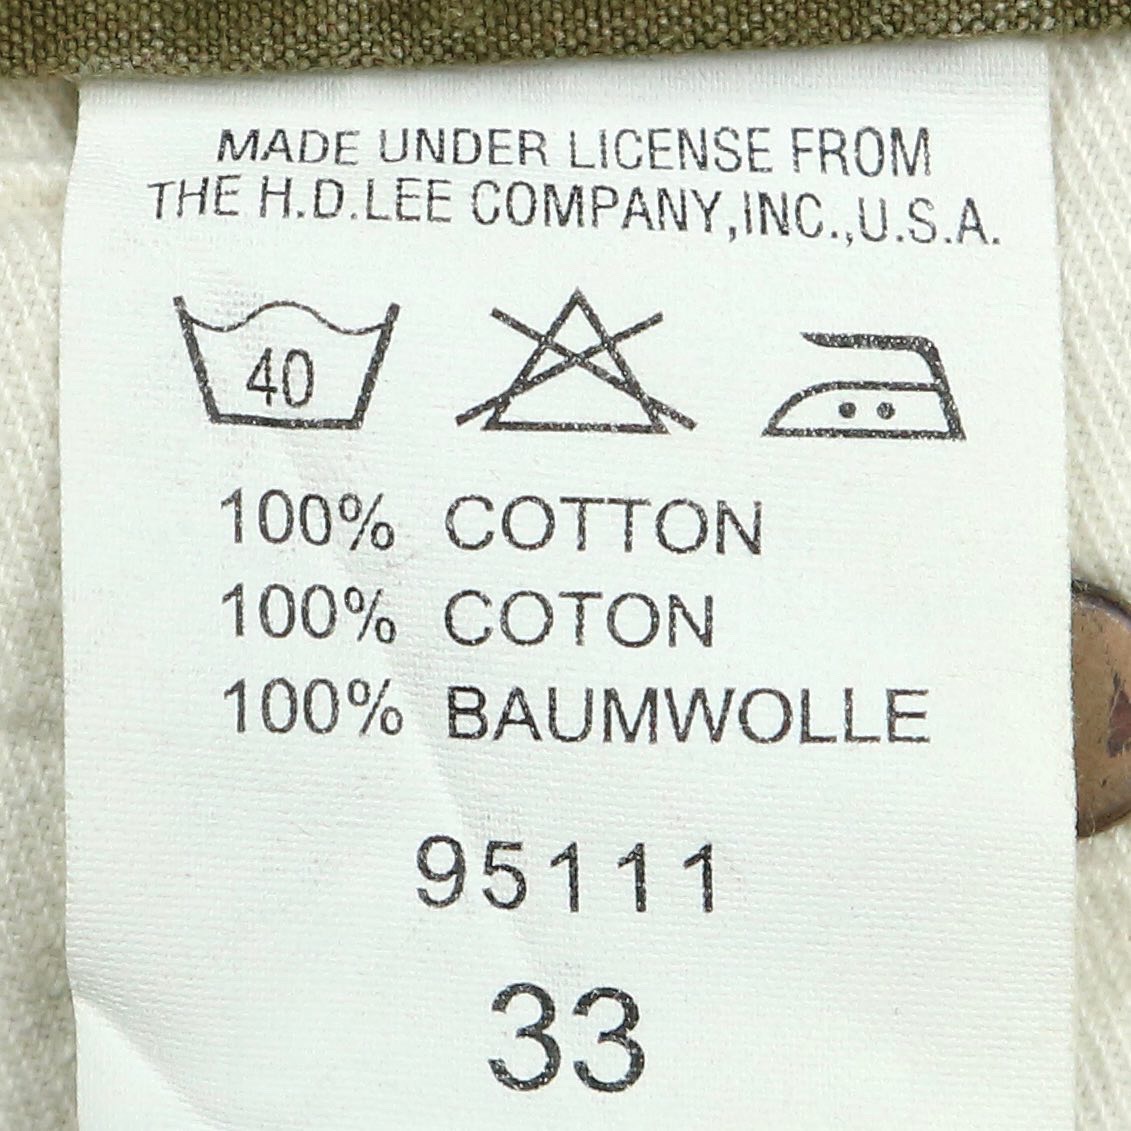 MADE UNDER LICENSE FROM
THE H.D.LEE COMPANY,INC.,U.S.A.
40
100% COTTON
100% COTON
100% BAUMWOLLE
95111
33